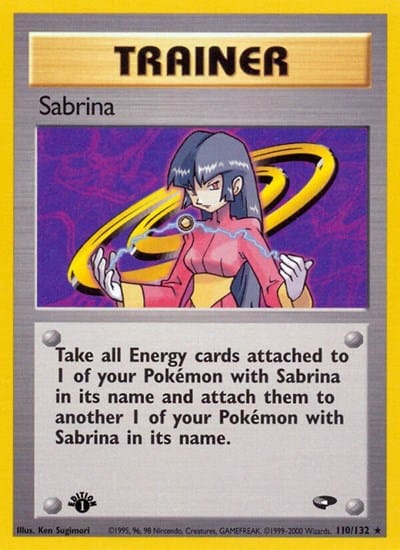 TRAINER
Sabrina
Take all Energy cards attached to
1 of your Pokémon with Sabrina
in its name and attach them to
another 1 of your Pokémon with
Sabrina in its name.
EDITION
1
Illus. Ken Sugimori ©1995, 96, 98 Nintendo, Creatures, GAMEFREAK. ©1999-2000 Wizards. 110/132 ★